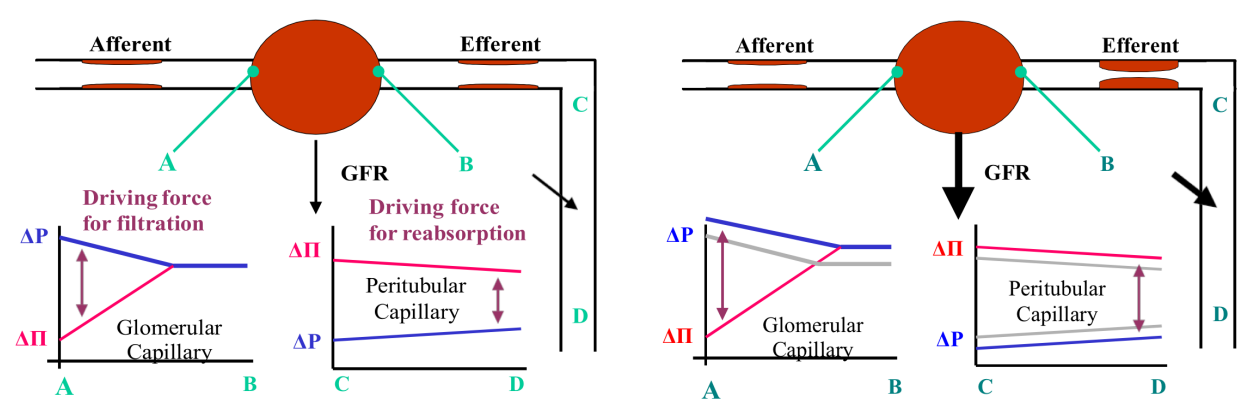 Afferent
Efferent
C
A
B
GFR
Driving force
for filtration
Driving force
for reabsorption
ΔP
ΔΠ
Glomerular
Capillary
A
B
ΔΠ
Peritubular
Capillary
ΔP
C
D
D
Afferent
Efferent
C
A
B
GFR
ΔP
ΔΠ
Glomerular
Capillary
A
B
ΔΠ
Peritubular
Capillary
ΔP
C
D
D